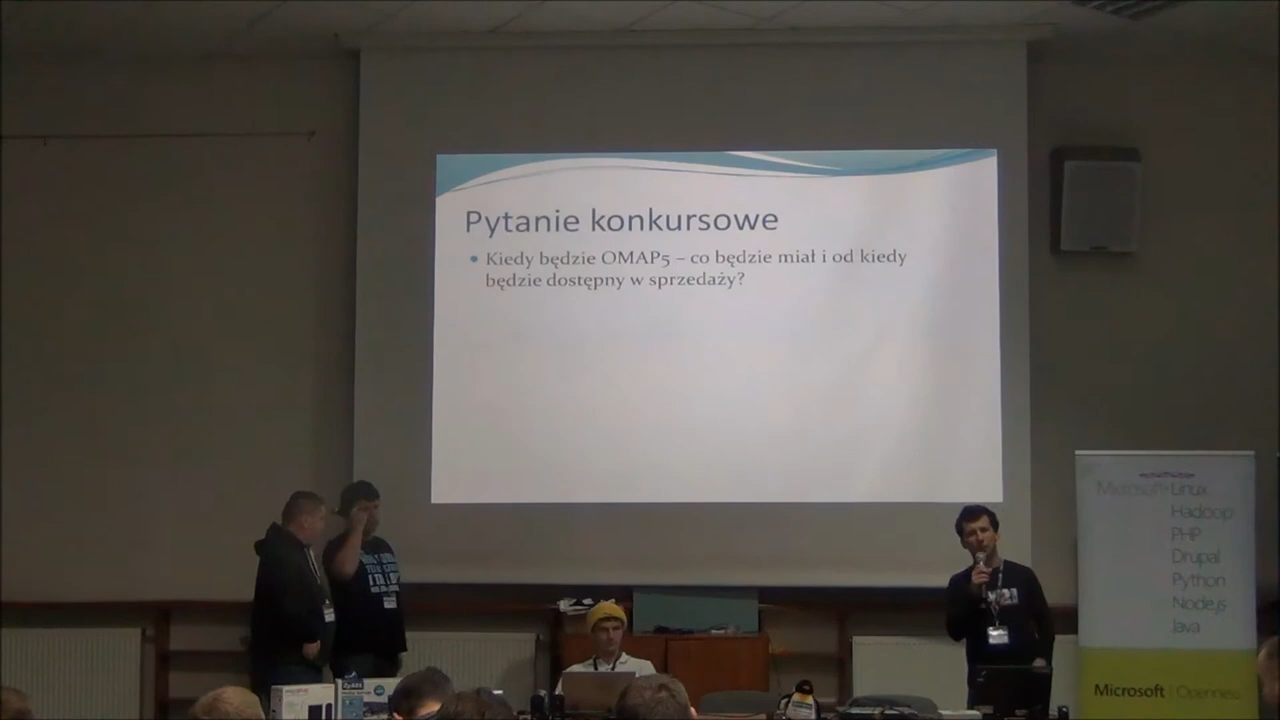 Pytanie konkursowe
• Kiedy będzie OMAP5 – co będzie miał i od kiedy
będzie dostępny w sprzedaży?
Microsoft+Linux
Hadoop
PHP
Drupal
Python
Node.js
Java
Microsoft | Openness
ZyXEL